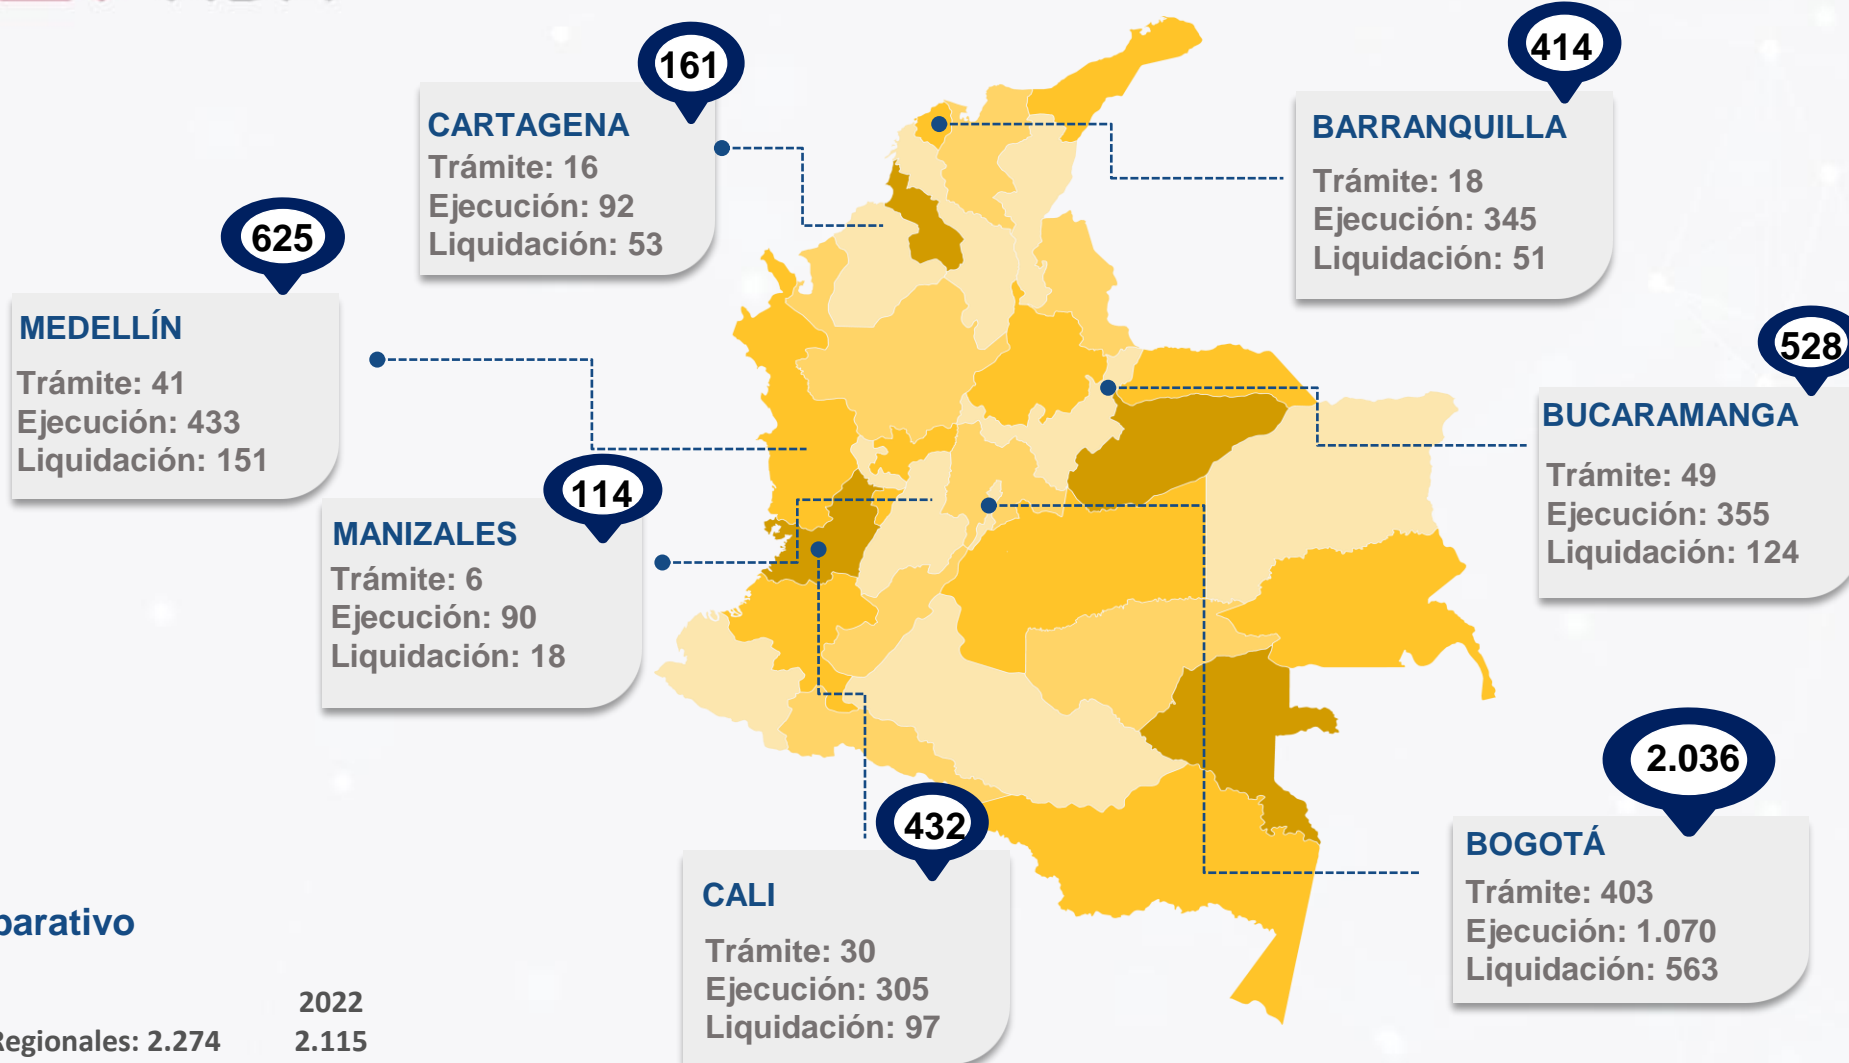 161
CARTAGENA
Trámite: 16
Ejecución: 92
Liquidación: 53
414
BARRANQUILLA
Trámite: 18
Ejecución: 345
Liquidación: 51
625
MEDELLÍN
Trámite: 41
Ejecución: 433
Liquidación: 151
528
BUCARAMANGA
Trámite: 49
Ejecución: 355
Liquidación: 124
114
MANIZALES
Trámite: 6
Ejecución: 90
Liquidación: 18
2.036
BOGOTÁ
Trámite: 403
Ejecución: 1.070
Liquidación: 563
432
CALI
Trámite: 30
Ejecución: 305
Liquidación: 97
parativo
2022
Regionales: 2.274 2.115